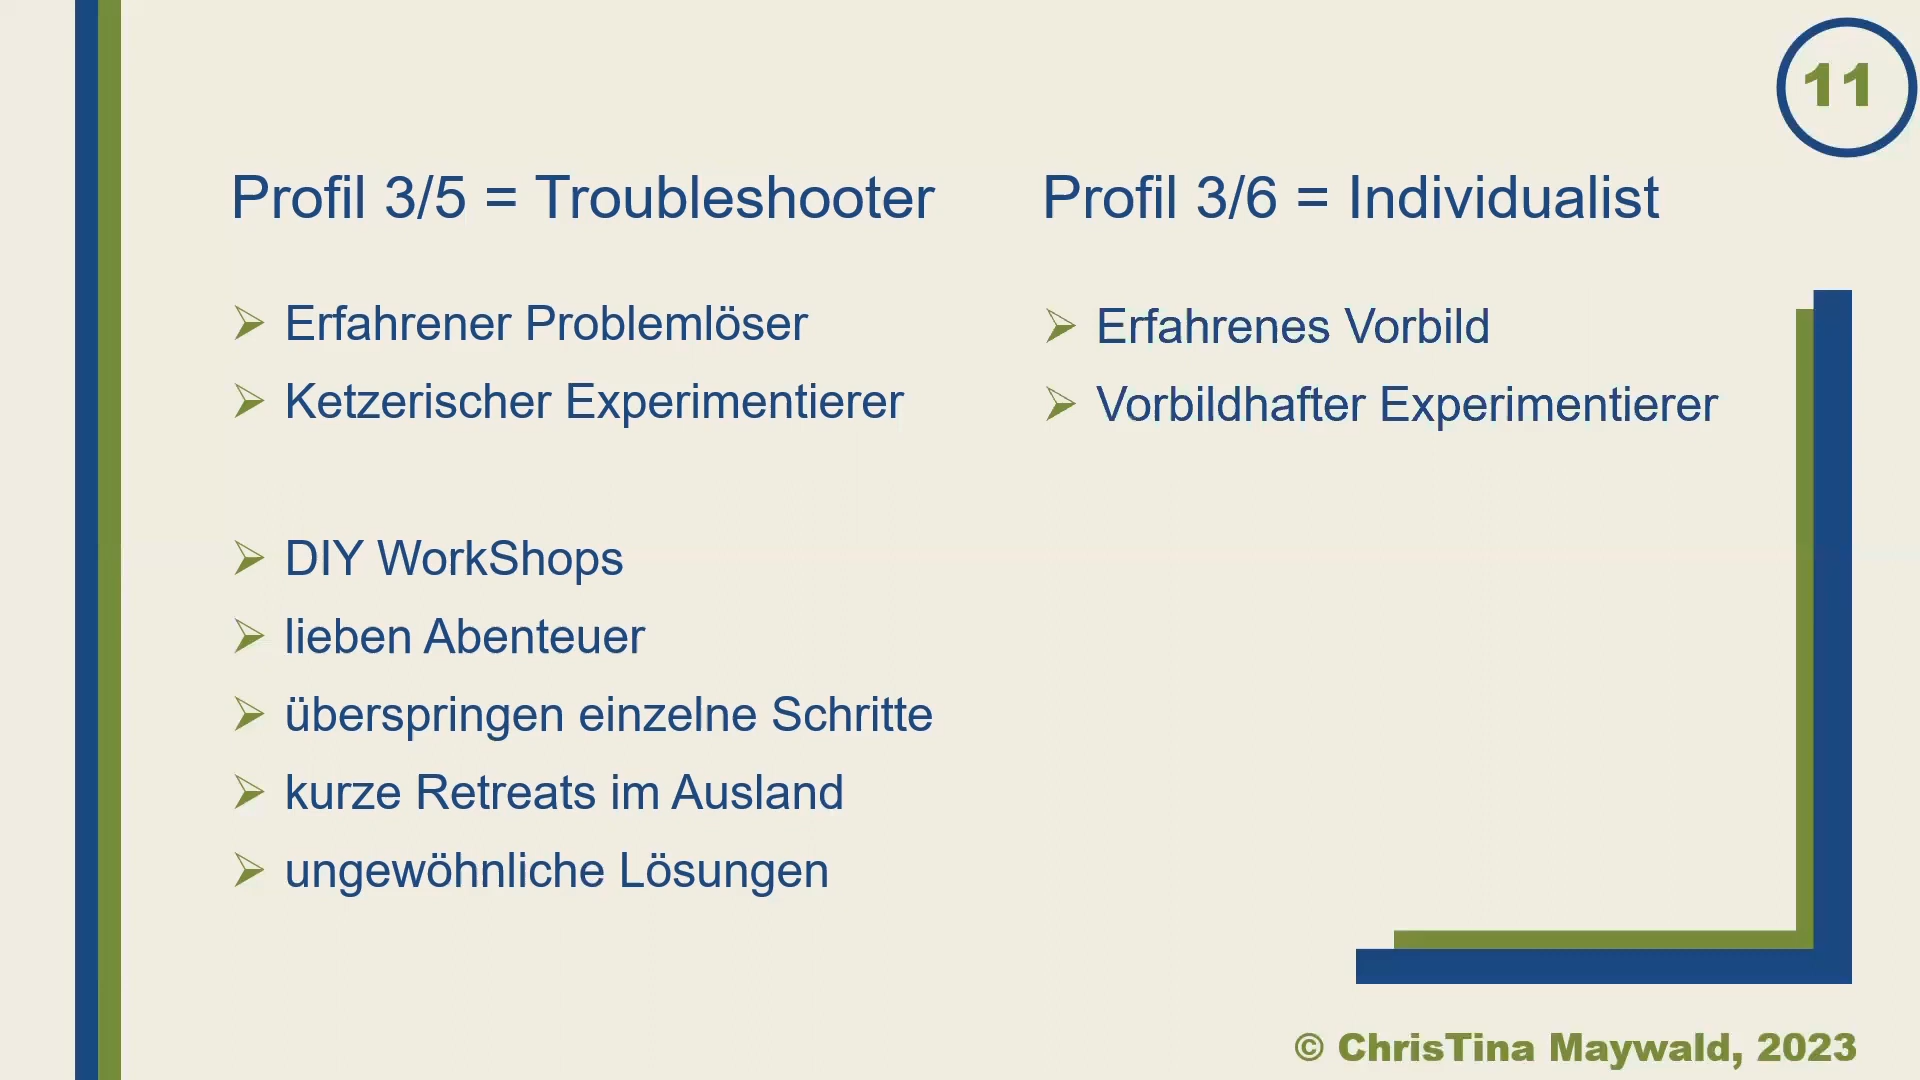 11
Profil 3/5 = Troubleshooter
Erfahrener Problemlöser
Ketzerischer Experimentierer
DIY WorkShops
lieben Abenteuer
überspringen einzelne Schritte
kurze Retreats im Ausland
ungewöhnliche Lösungen
Profil 3/6 = Individualist
Erfahrenes Vorbild
Vorbildhafter Experimentierer
© ChrisTina Maywald, 2023